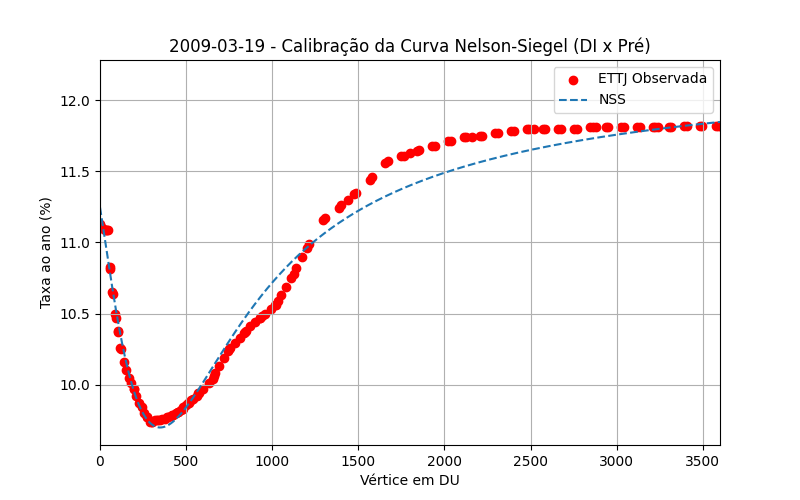 2009-03-19 - Calibração da Curva Nelson-Siegel (DI x Pré)
ETTJ Observada
NSS
Taxa ao ano (%)
12.0
11.5
11.0
10.5
10.0
0 500 1000 1500 2000 2500 3000 3500
Vértice em DU